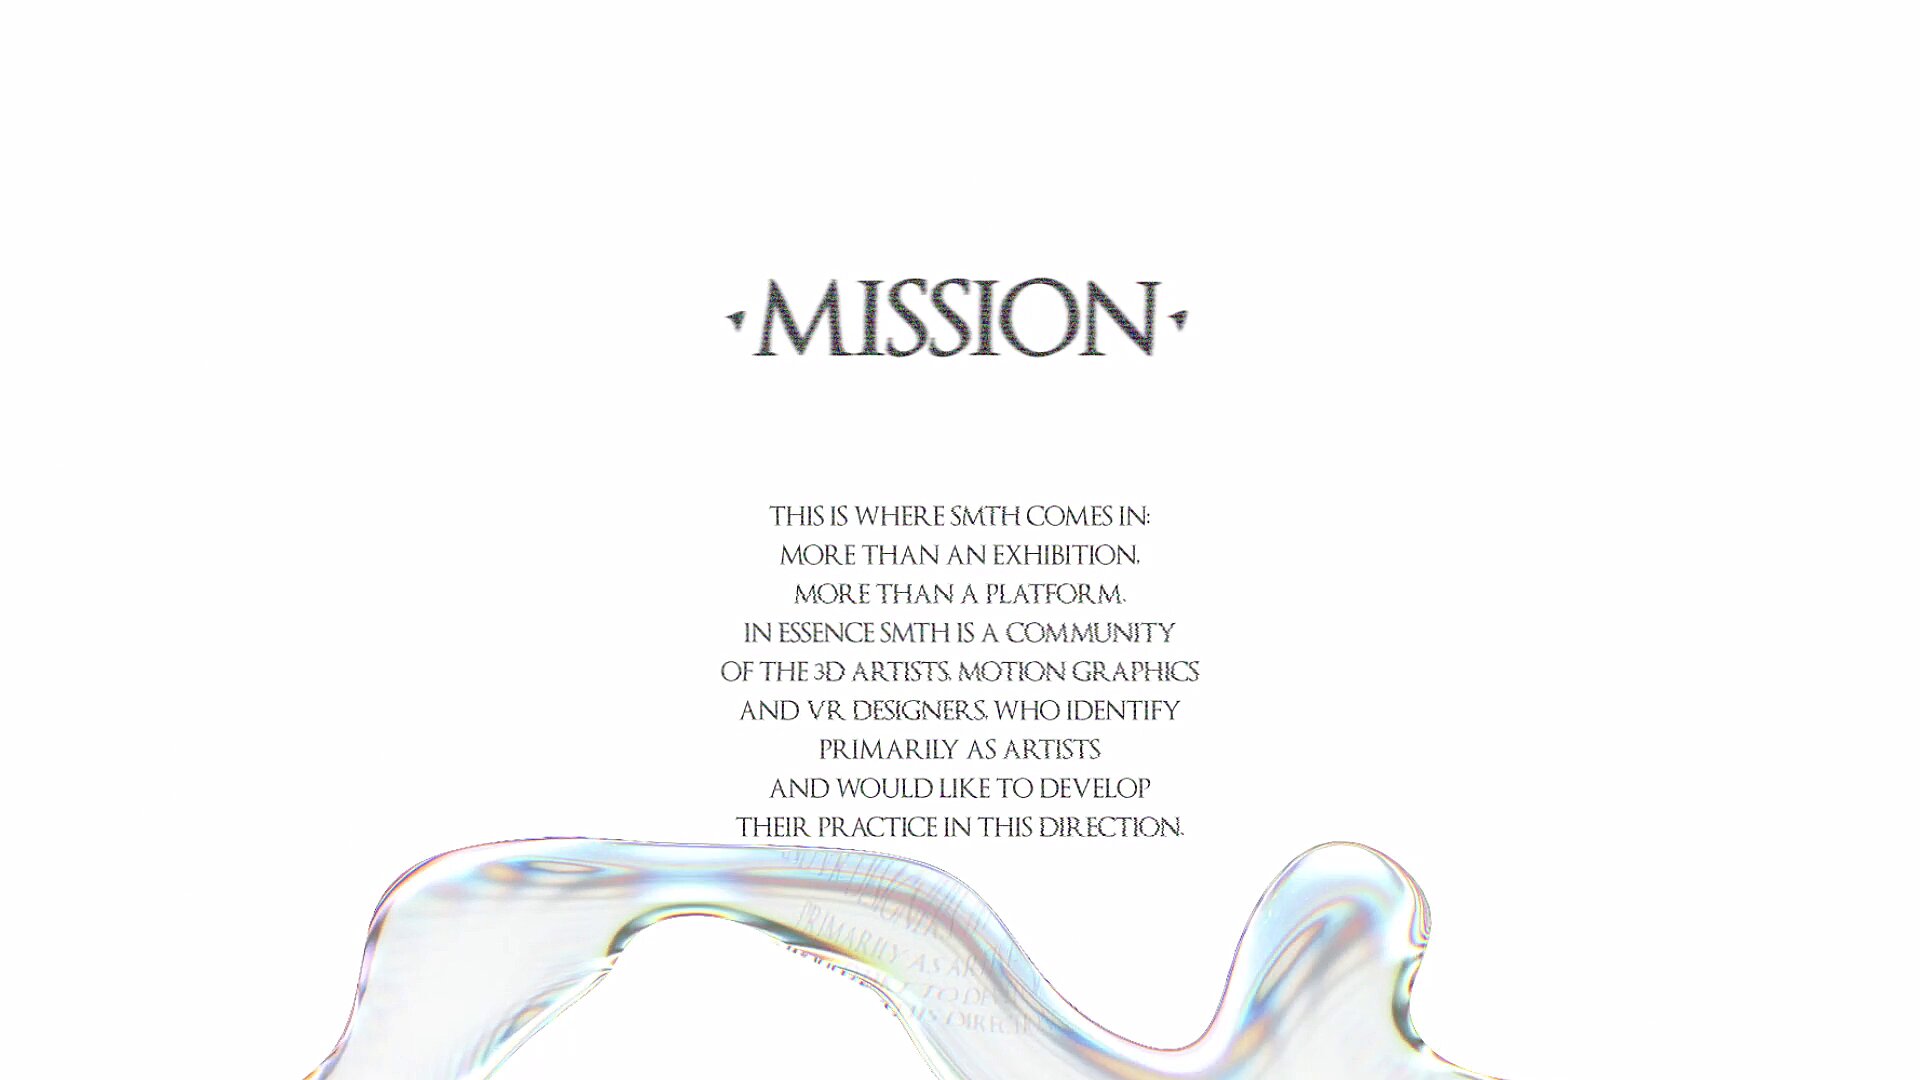 MISSION
THIS IS WHERE SMTH COMES IN:
MORE THAN AN EXHIBITION,
MORE THAN A PLATFORM.
IN ESSENCE SMTH IS A COMMUNITY
OF THE 3D ARTISTS, MOTION GRAPHICS
AND VR DESIGNERS, WHO IDENTIFY
PRIMARILY AS ARTISTS
AND WOULD LIKE TO DEVELOP
THEIR PRACTICE IN THIS DIRECTION.
PRIMARILY AS